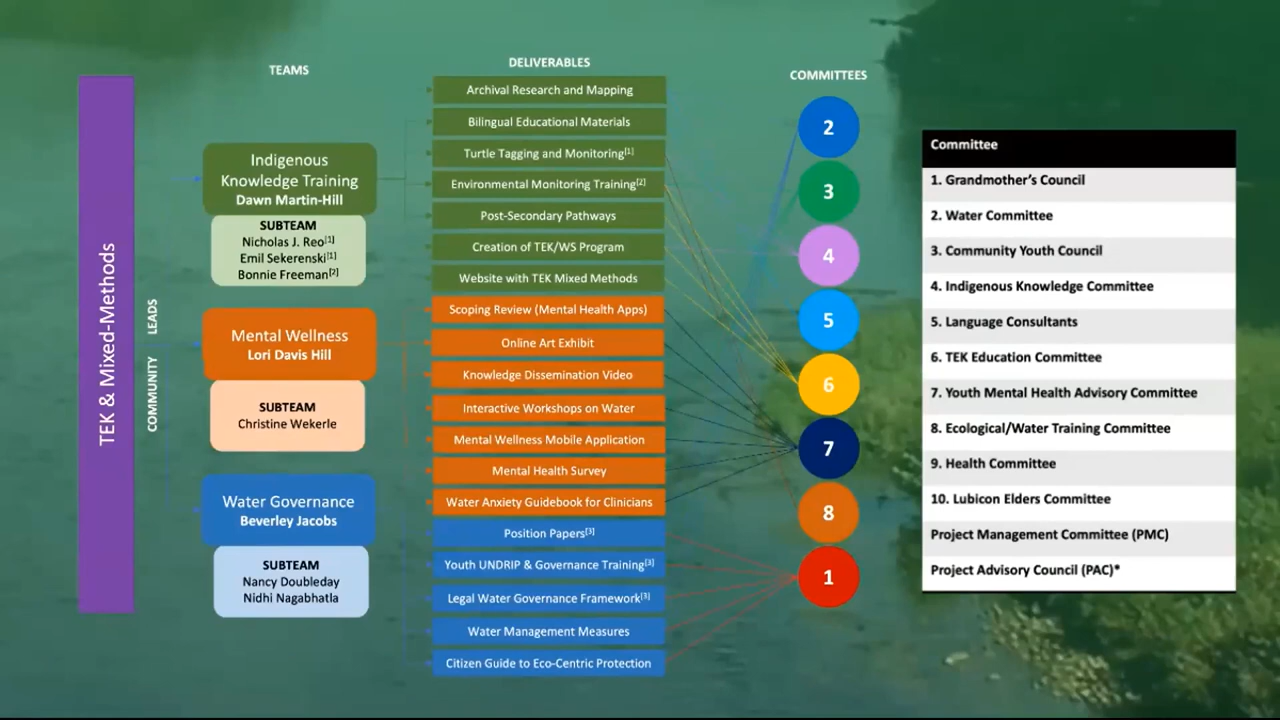 TEK & Mixed-Methods
COMMUNITY LEADS
TEAMS
Indigenous
Knowledge Training
Dawn Martin-Hill
SUBTEAM
Nicholas J. Reo[1]
Emil Sekerenski[1]
Bonnie Freeman[2]
Mental Wellness
Lori Davis Hill
SUBTEAM
Christine Wekerle
Water Governance
Beverley Jacobs
SUBTEAM
Nancy Doubleday
Nidhi Nagabhatla
DELIVERABLES
Archival Research and Mapping
Bilingual Educational Materials
Turtle Tagging and Monitoring[1]
Environmental Monitoring Training[2]
Post-Secondary Pathways
Creation of TEK/WS Program
Website with TEK Mixed Methods
Scoping Review (Mental Health Apps)
Online Art Exhibit
Knowledge Dissemination Video
Interactive Workshops on Water
Mental Wellness Mobile Application
Mental Health Survey
Water Anxiety Guidebook for Clinicians
Position Papers[3]
Youth UNDRIP & Governance Training[3]
Legal Water Governance Framework[3]
Water Management Measures
Citizen Guide to Eco-Centric Protection
COMMITTEES
2
3
4
5
6
7
8
1
Committee
1. Grandmother's Council
2. Water Committee
3. Community Youth Council
4. Indigenous Knowledge Committee
5. Language Consultants
6. TEK Education Committee
7. Youth Mental Health Advisory Committee
8. Ecological/Water Training Committee
9. Health Committee
10. Lubicon Elders Committee
Project Management Committee (PMC)
Project Advisory Council (PAC)*